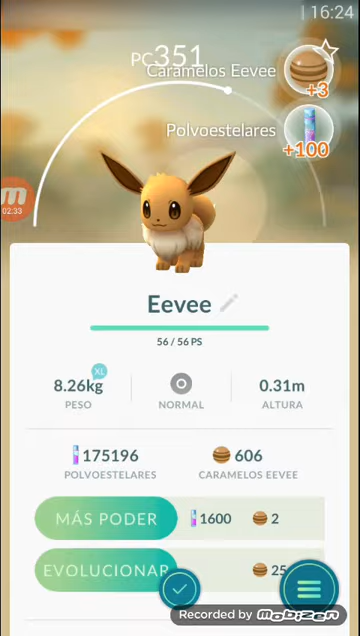 16:24
PC351
Caramelos Eevee
+3
Polvoestelares
+100
02:33
Eevee
56 / 56 PS
XL
8.26kg
0.31m
PESO
NORMAL
ALTURA
175196
606
POLVOESTELARES
CARAMELOS EEVEE
MÁS PODER
1600
2
EVOLUCIONAR
25
Recorded by mobizen